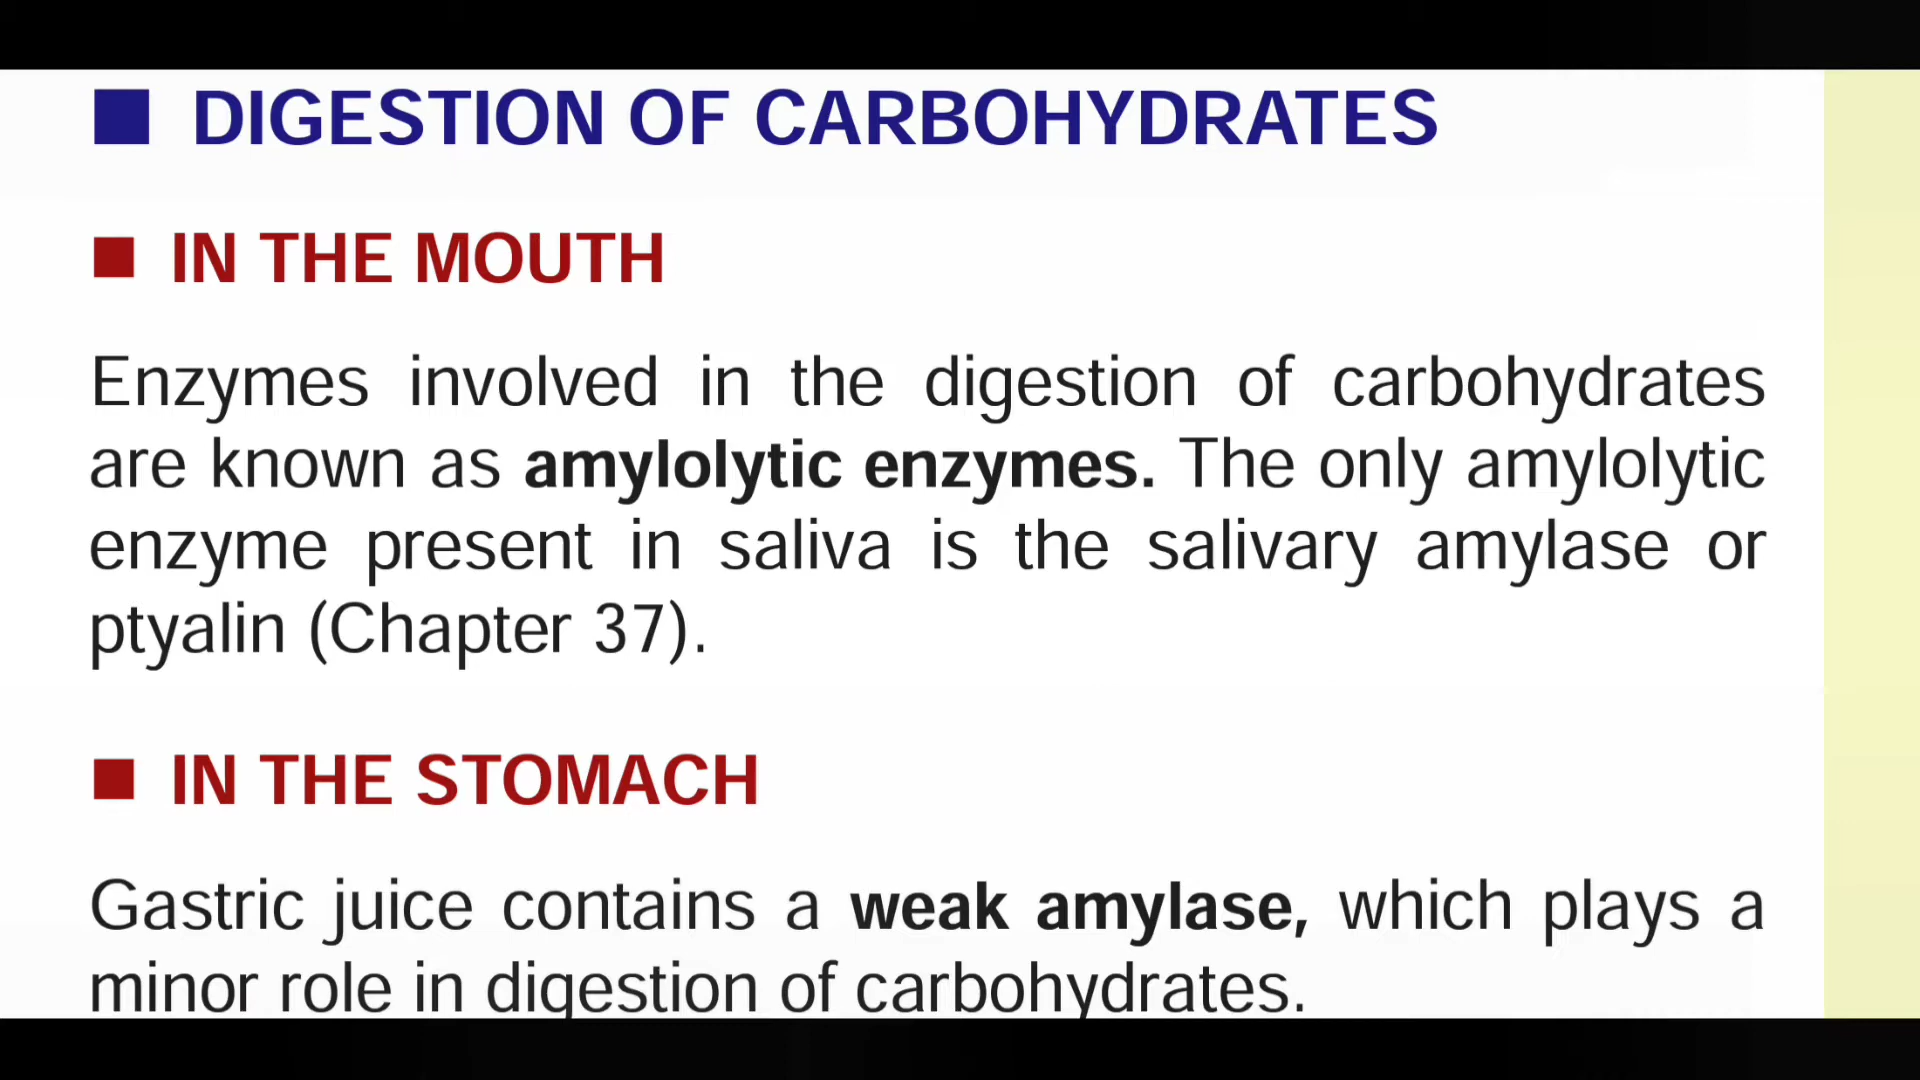 DIGESTION OF CARBOHYDRATES
IN THE MOUTH
Enzymes involved in the digestion of carbohydrates
are known as amylolytic enzymes. The only amylolytic
enzyme present in saliva is the salivary amylase or
ptyalin (Chapter 37).
IN THE STOMACH
Gastric juice contains a weak amylase, which plays a
minor role in digestion of carbohydrates.